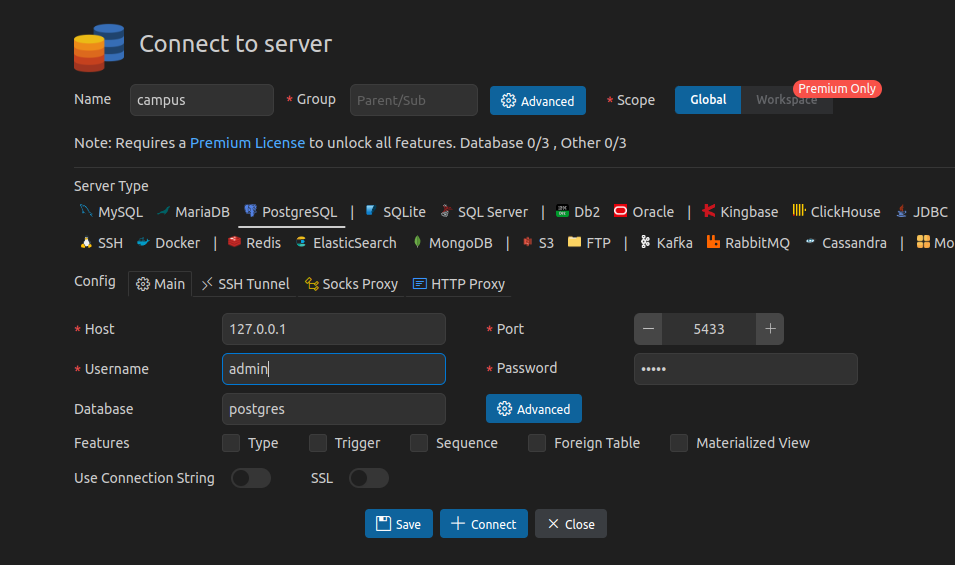 Connect to server
Premium Only
Name campus * Group Parent/Sub Advanced * Scope Global Workspace
Note: Requires a Premium License to unlock all features. Database 0/3 , Other 0/3
Server Type
MySQL MariaDB PostgreSQL | SQLite SQL Server | Db2 Oracle | Kingbase ClickHouse JDBC
SSH Docker | Redis ElasticSearch MongoDB | S3 FTP | Kafka RabbitMQ Cassandra | Mo
Config Main SSH Tunnel Socks Proxy HTTP Proxy
* Host 127.0.0.1 * Port − 5433 +
* Username admin * Password •••••
Database postgres Advanced
Features Type Trigger Sequence Foreign Table Materialized View
Use Connection String SSL
Save + Connect × Close